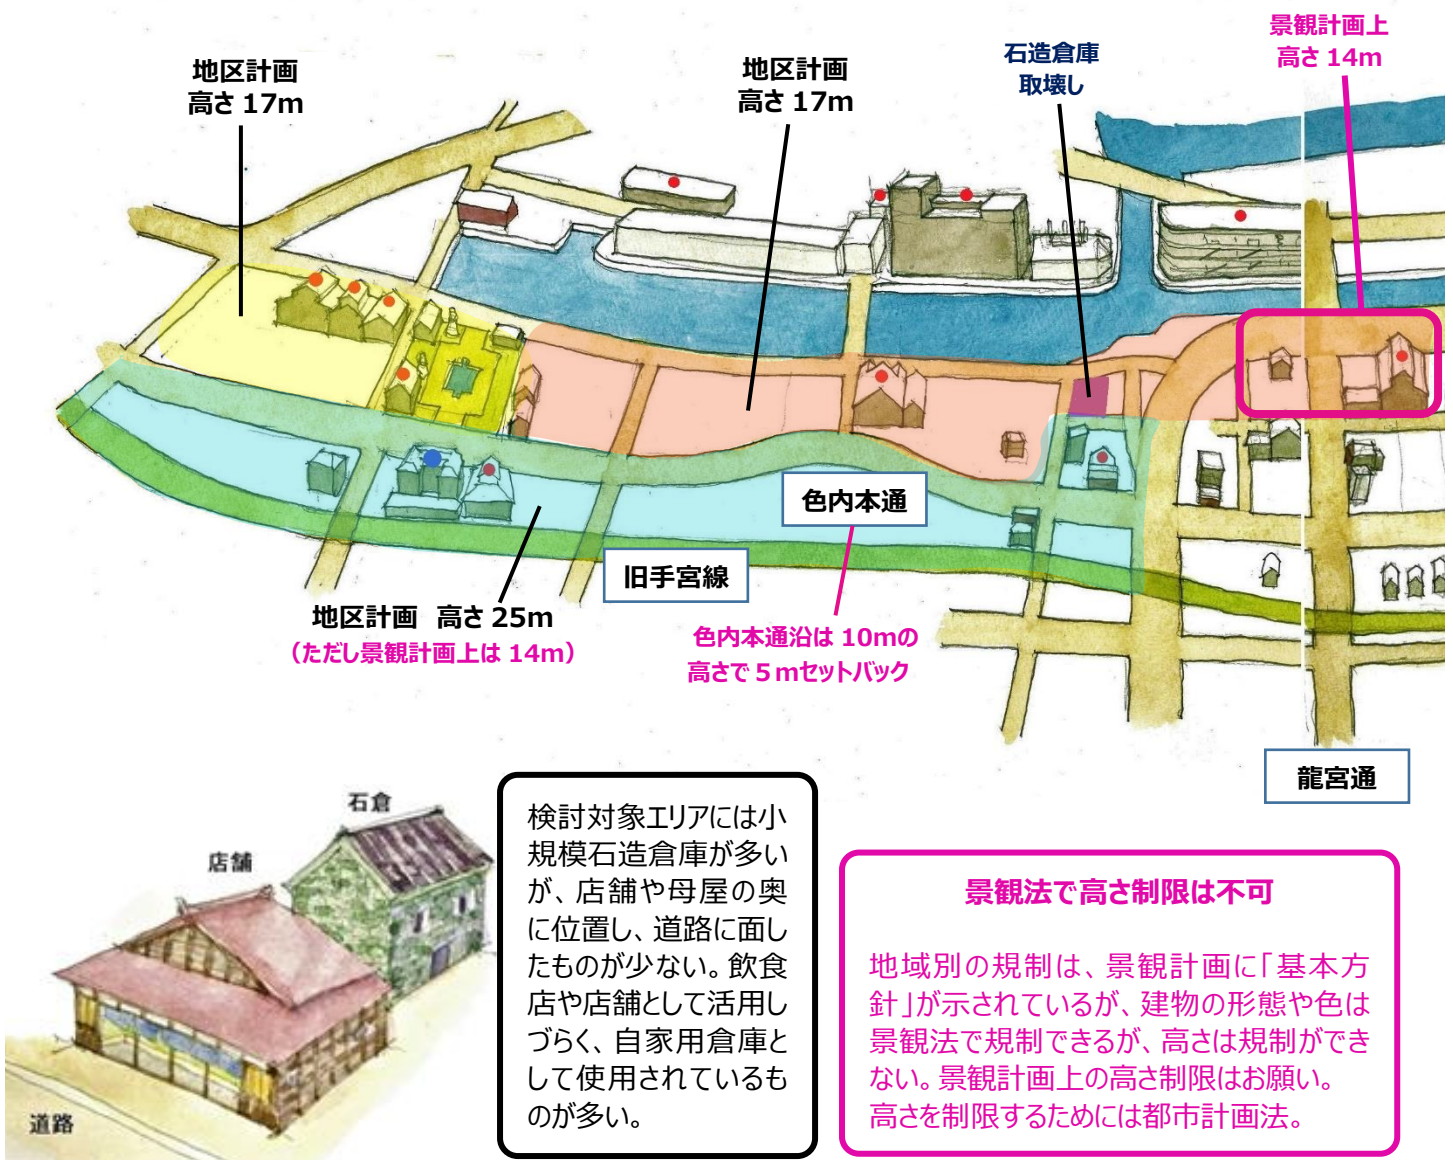 景観計画上
高さ 14m
石造倉庫
取壊し
地区計画
高さ 17m
地区計画
高さ 17m
色内本通
旧手宮線
地区計画 高さ 25m
（ただし景観計画上は 14m）
色内本通沿は 10mの
高さで５mセットバック
龍宮通
石倉
店舗
道路
検討対象エリアには小
規模石造倉庫が多い
が、店舗や母屋の奥
に位置し、道路に面し
たものが少ない。飲食
店や店舗として活用し
づらく、自家用倉庫と
して使用されているも
のが多い。
景観法で高さ制限は不可
地域別の規制は、景観計画に「基本方
針」が示されているが、建物の形態や色は
景観法で規制できるが、高さは規制ができ
ない。景観計画上の高さ制限はお願い。
高さを制限するためには都市計画法。